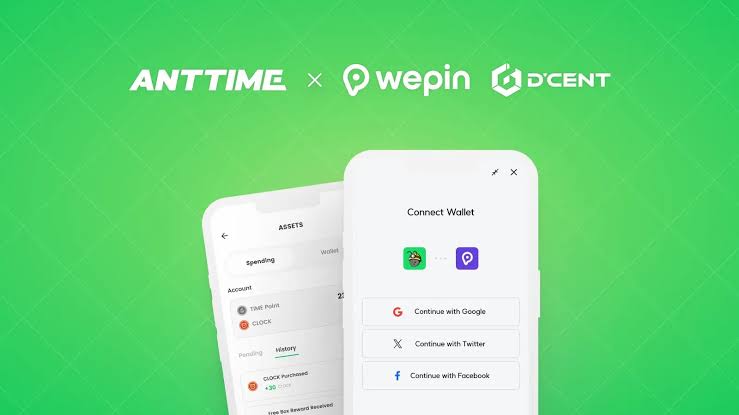 ANTTIME × wepin D'CENT
ASSETS
Spending Wallet
Account
TIME Point
CLOCK
Pending History
CLOCK Purchased
+30 CLOCK
Free Box Reward Received
Connect Wallet
Continue with Google
Continue with Twitter
Continue with Facebook